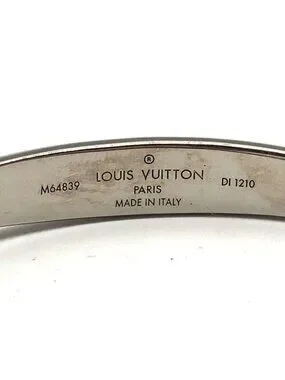 ®
M64839 LOUIS VUITTON DI 1210
PARIS
MADE IN ITALY